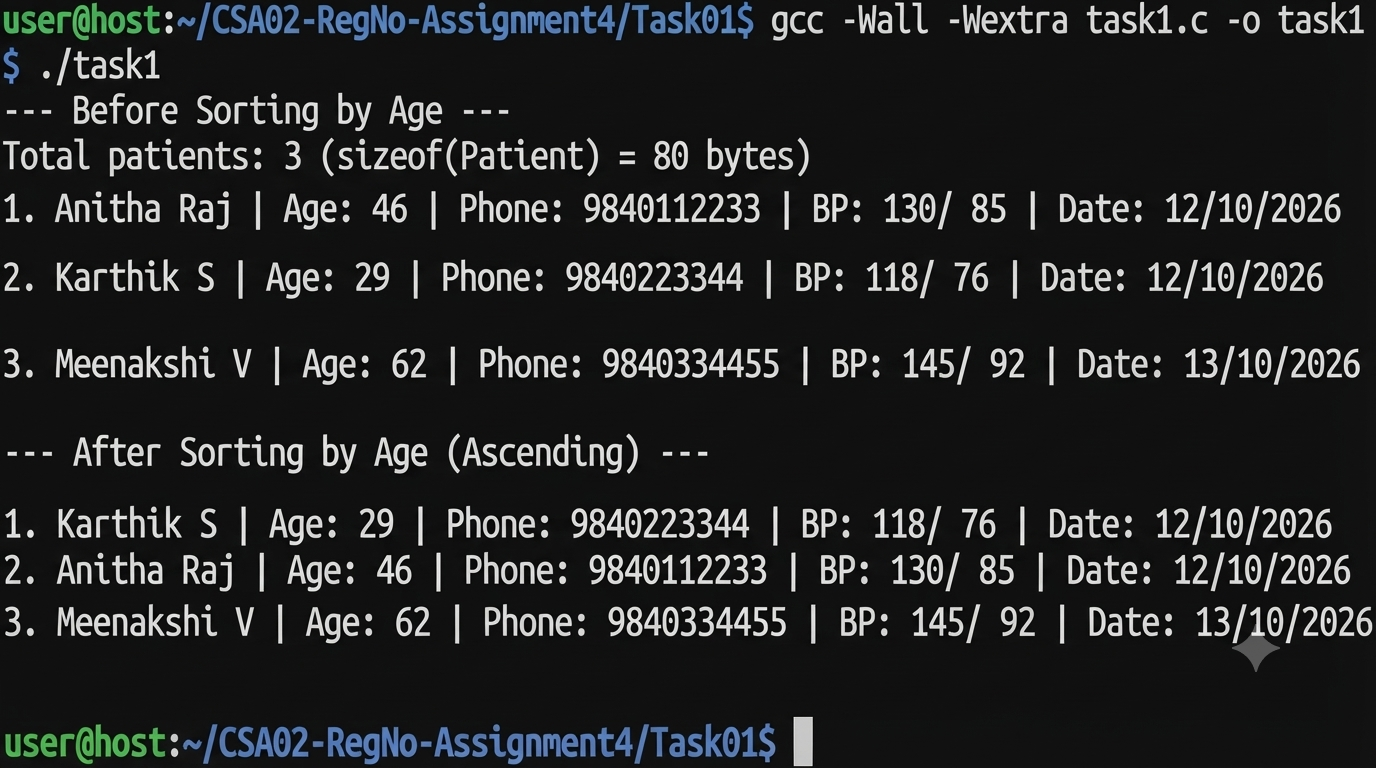 user@host:~/CSA02-RegNo-Assignment4/Task01$ gcc -Wall -Wextra task1.c -o task1
$ ./task1
--- Before Sorting by Age ---
Total patients: 3 (sizeof(Patient) = 80 bytes)
1. Anitha Raj | Age: 46 | Phone: 9840112233 | BP: 130/ 85 | Date: 12/10/2026
2. Karthik S | Age: 29 | Phone: 9840223344 | BP: 118/ 76 | Date: 12/10/2026
3. Meenakshi V | Age: 62 | Phone: 9840334455 | BP: 145/ 92 | Date: 13/10/2026
--- After Sorting by Age (Ascending) ---
1. Karthik S | Age: 29 | Phone: 9840223344 | BP: 118/ 76 | Date: 12/10/2026
2. Anitha Raj | Age: 46 | Phone: 9840112233 | BP: 130/ 85 | Date: 12/10/2026
3. Meenakshi V | Age: 62 | Phone: 9840334455 | BP: 145/ 92 | Date: 13/10/2026
user@host:~/CSA02-RegNo-Assignment4/Task01$